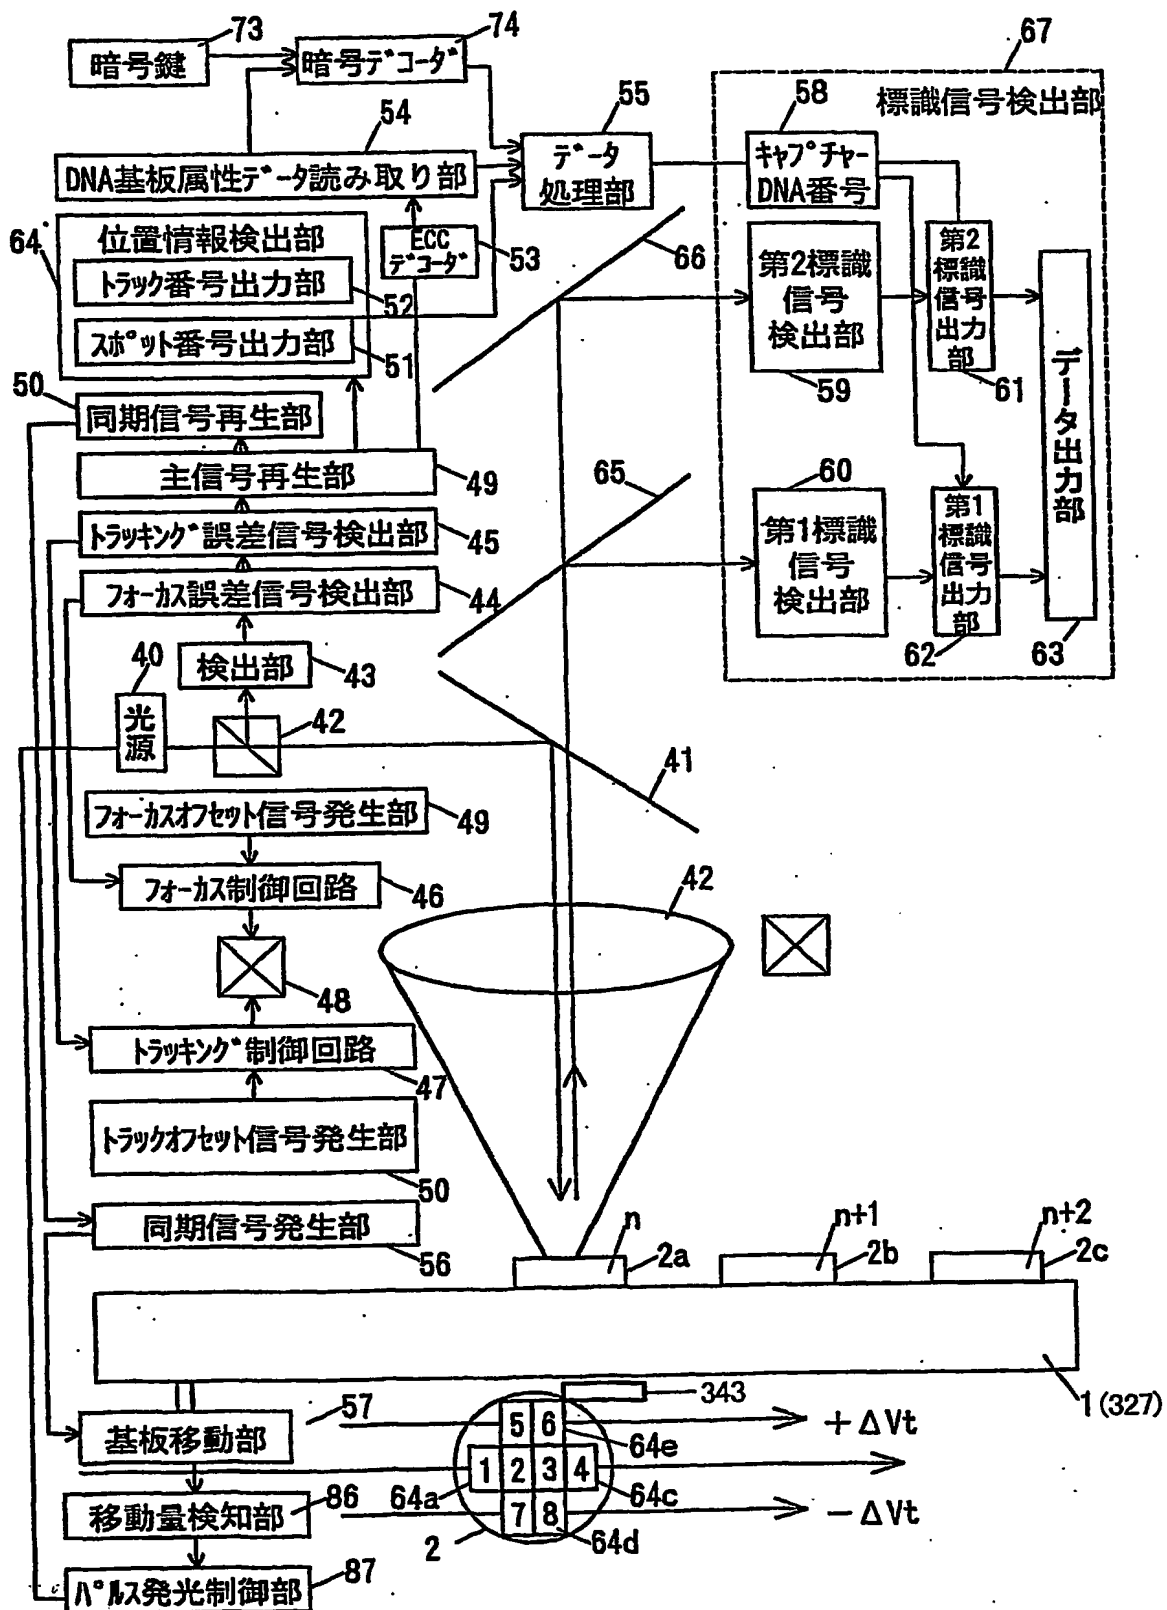 73
暗号鍵
74
暗号デコーダ
67
標識信号検出部
54
DNA基板属性データ読み取り部
55
データ
処理部
58
キャプチャー
DNA番号
64
位置情報検出部
トラック番号出力部
52
スポット番号出力部
51
ECC
デコーダ
53
66
第2標識
信号
検出部
59
第2
標識
信号
出力
部
61
データ出力部
63
50
同期信号再生部
主信号再生部
49
トラッキング誤差信号検出部
45
フォーカス誤差信号検出部
44
65
60
第1標識
信号
検出部
第1
標識
信号
出力
部
62
40
光
源
検出部
43
42
41
フォーカスオフセット信号発生部
49
フォーカス制御回路
46
42
48
トラッキング制御回路
47
トラックオフセット信号発生部
50
同期信号発生部
56
n
2a
n+1
2b
n+2
2c
1(327)
343
基板移動部
57
移動量検知部
86
パルス発光制御部
87
5 6
1 2 3 4
7 8
64a
64e
64c
64d
2
+ΔVt
−ΔVt